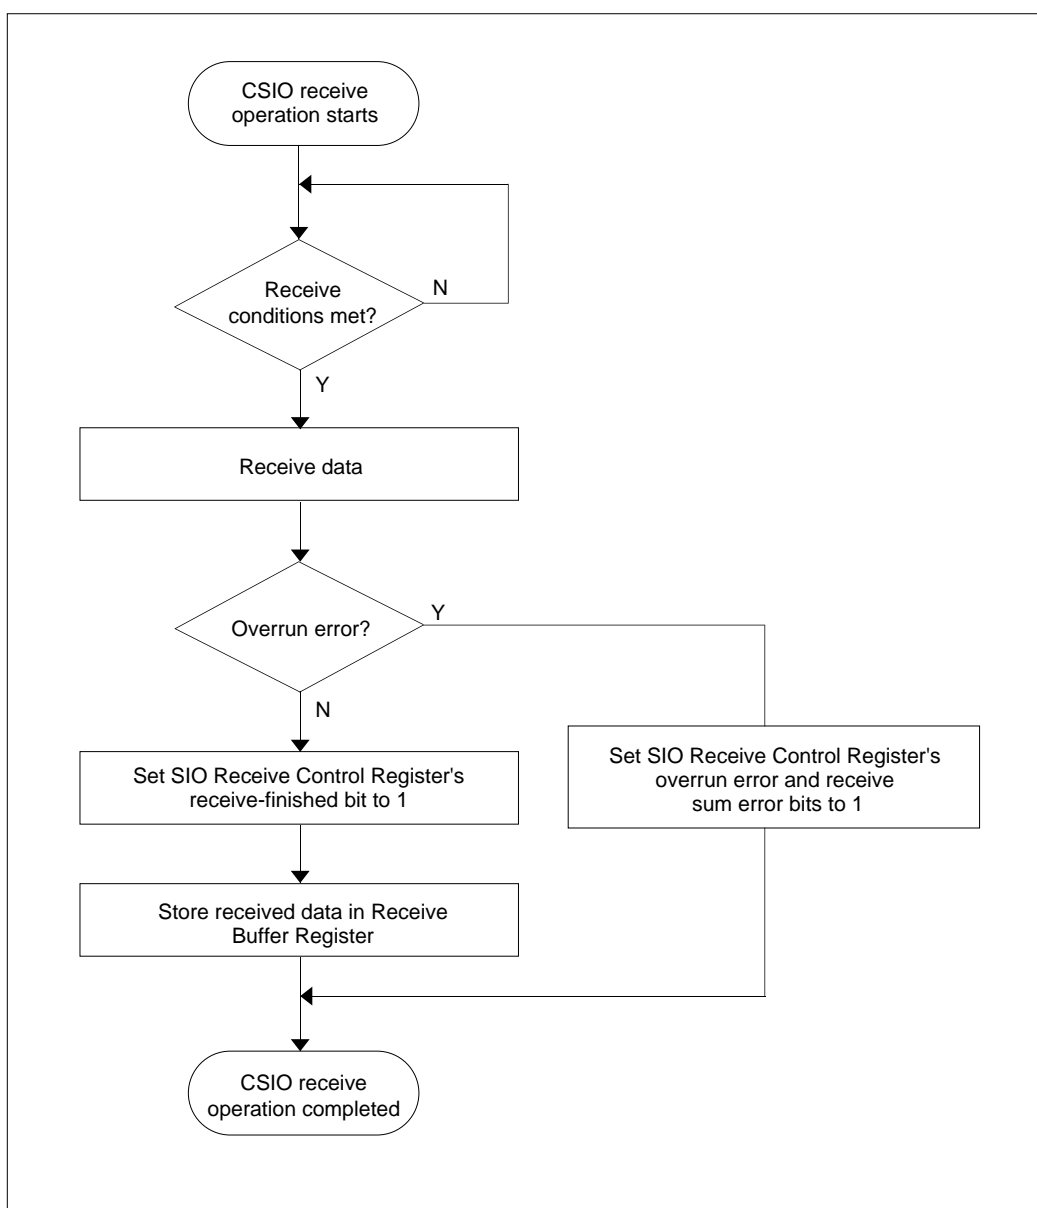 CSIO receive
operation starts
Receive
conditions met?
N
Y
Receive data
Overrun error?
Y
N
Set SIO Receive Control Register's
receive-finished bit to 1
Set SIO Receive Control Register's
overrun error and receive
sum error bits to 1
Store received data in Receive
Buffer Register
CSIO receive
operation completed